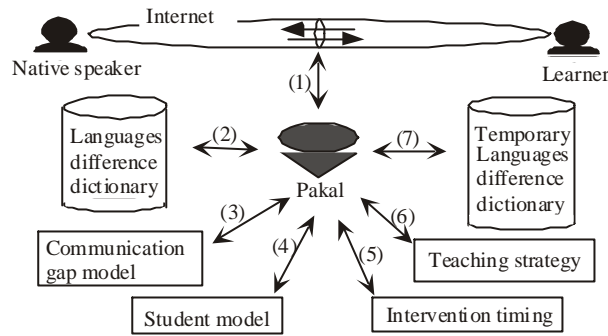 Internet
Native speaker
Learner
(1)
Languages
difference
dictionary
(2)
(7)
Temporary
Languages
difference
dictionary
Pakal
(3)
(4)
(5)
(6)
Communication
gap model
Teaching strategy
Student model
Intervention timing